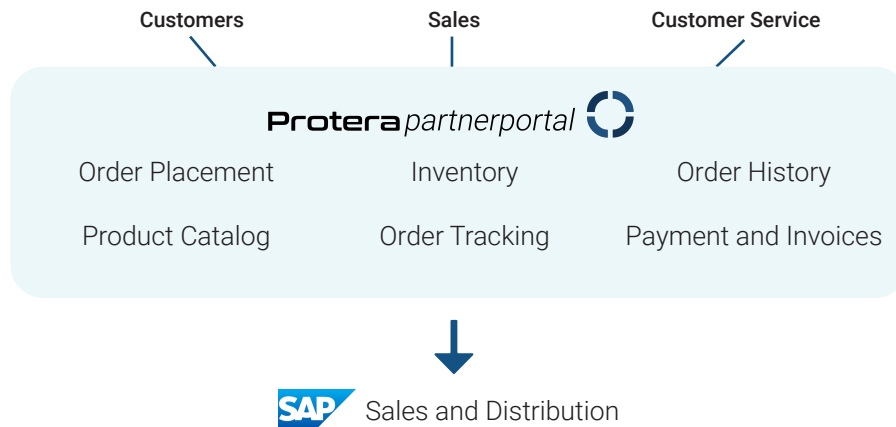 Customers Sales Customer Service
Protera partnerportal
Order Placement Inventory Order History
Product Catalog Order Tracking Payment and Invoices
SAP Sales and Distribution